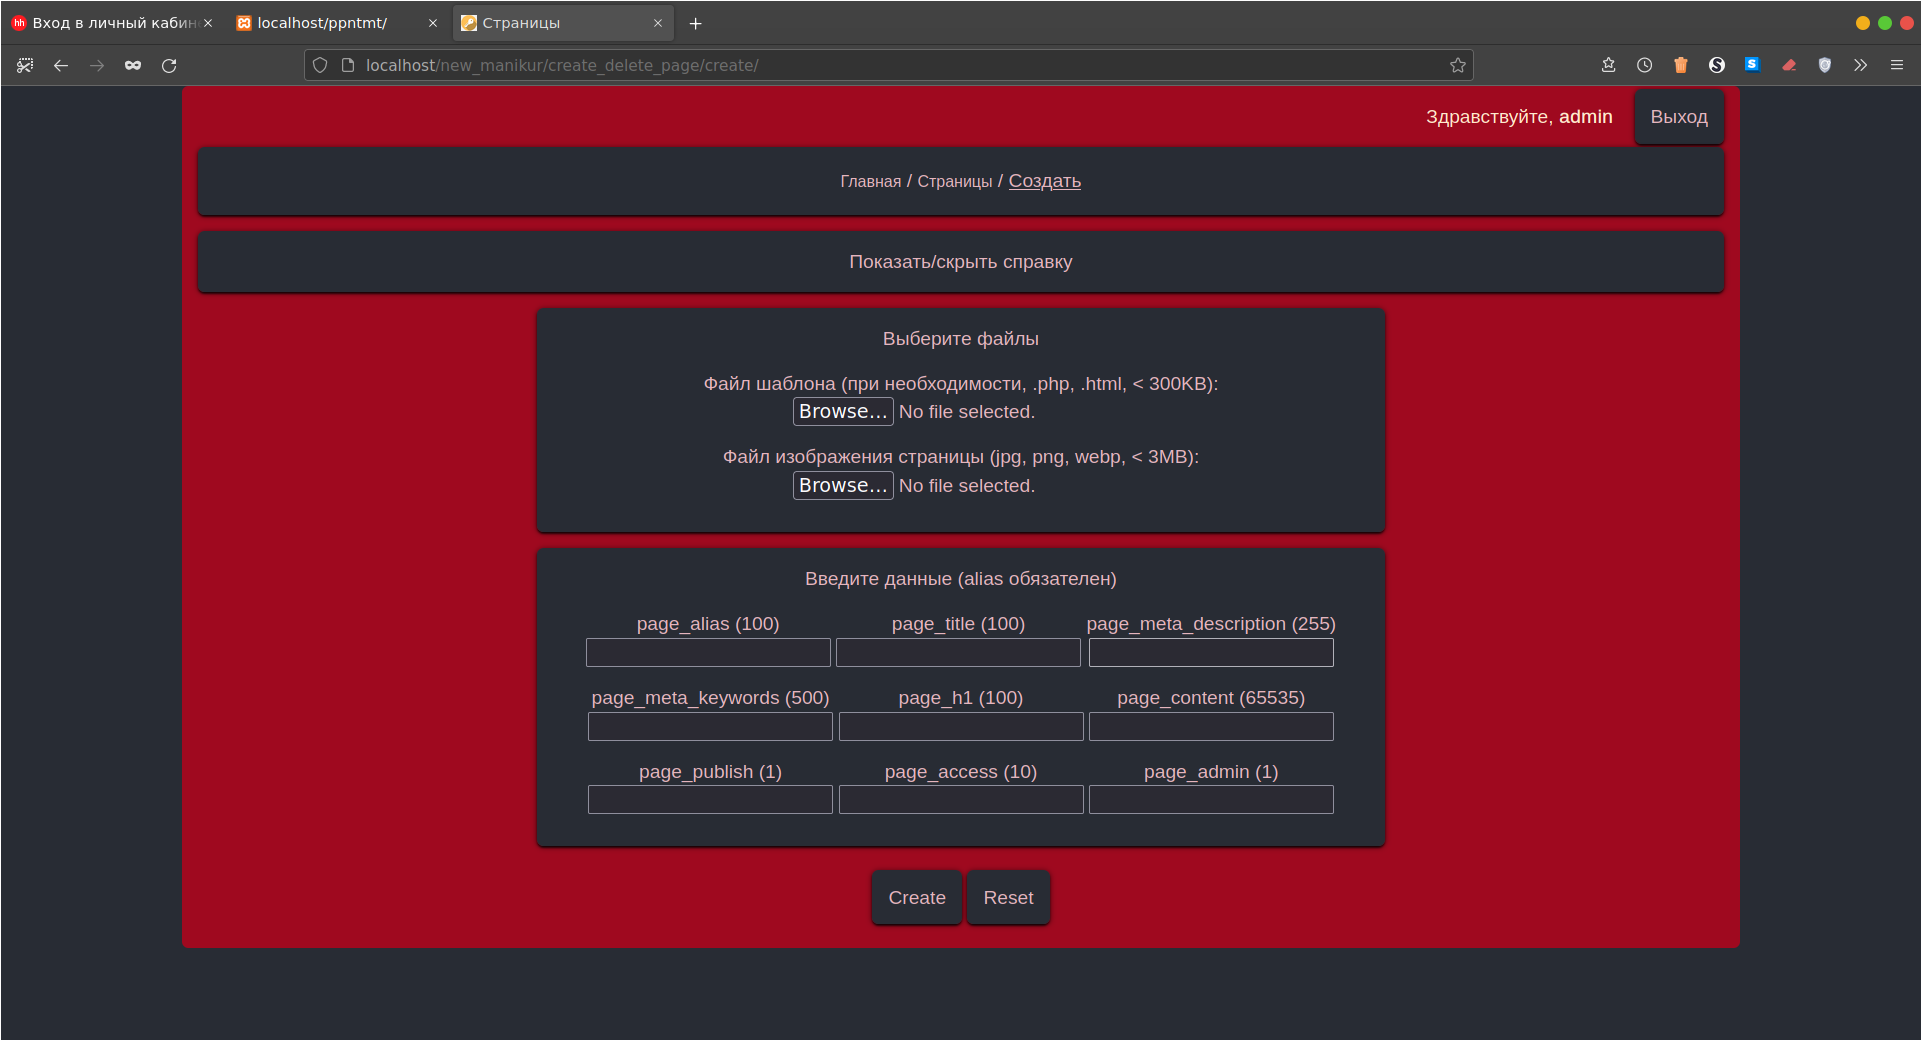 Вход в личный кабин
localhost/ppntmt/
Страницы
localhost/new_manikur/create_delete_page/create/
Здравствуйте, admin
Выход
Главная / Страницы / Создать
Показать/скрыть справку
Выберите файлы
Файл шаблона (при необходимости, .php, .html, < 300KB):
Browse... No file selected.
Файл изображения страницы (jpg, png, webp, < 3MB):
Browse... No file selected.
Введите данные (alias обязателен)
page_alias (100) page_title (100) page_meta_description (255)
page_meta_keywords (500) page_h1 (100) page_content (65535)
page_publish (1) page_access (10) page_admin (1)
Create Reset